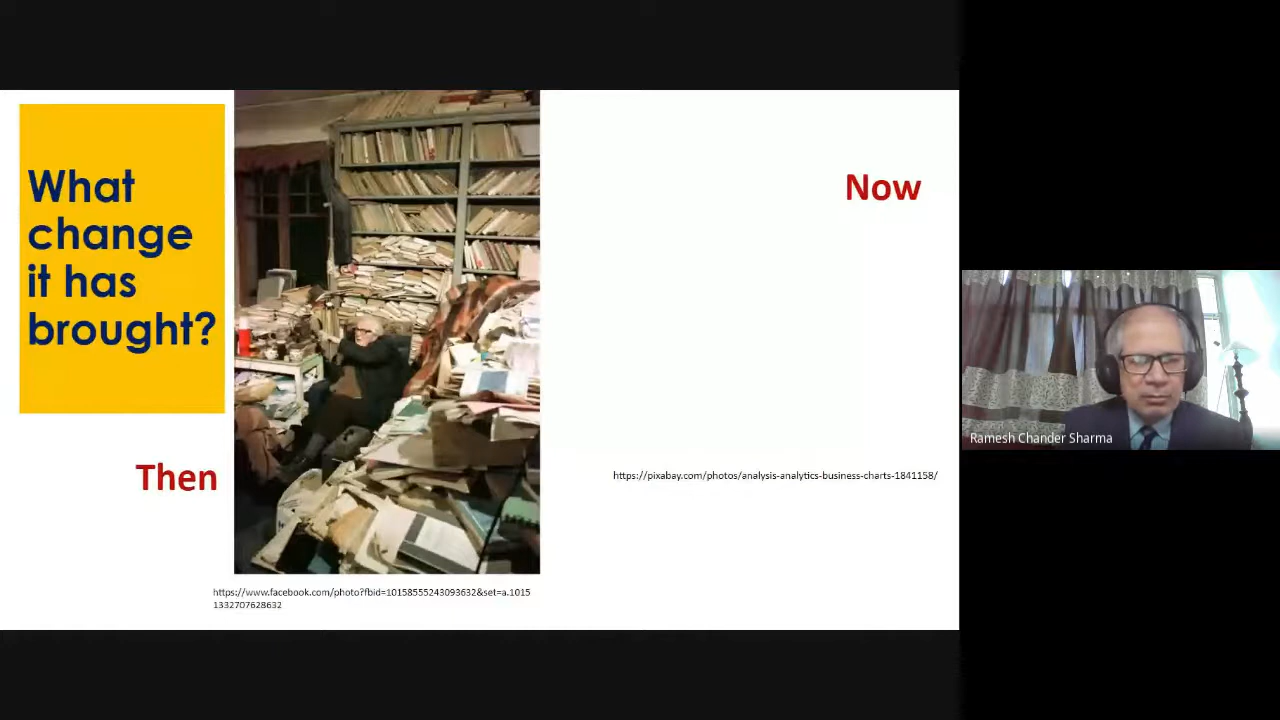 What
change
it has
brought?
Then
Now
https://pixabay.com/photos/analysis-analytics-business-charts-1841158/
https://www.facebook.com/photo?fbid=10158555243093632&set=a.1015
1332707628632
Ramesh Chander Sharma